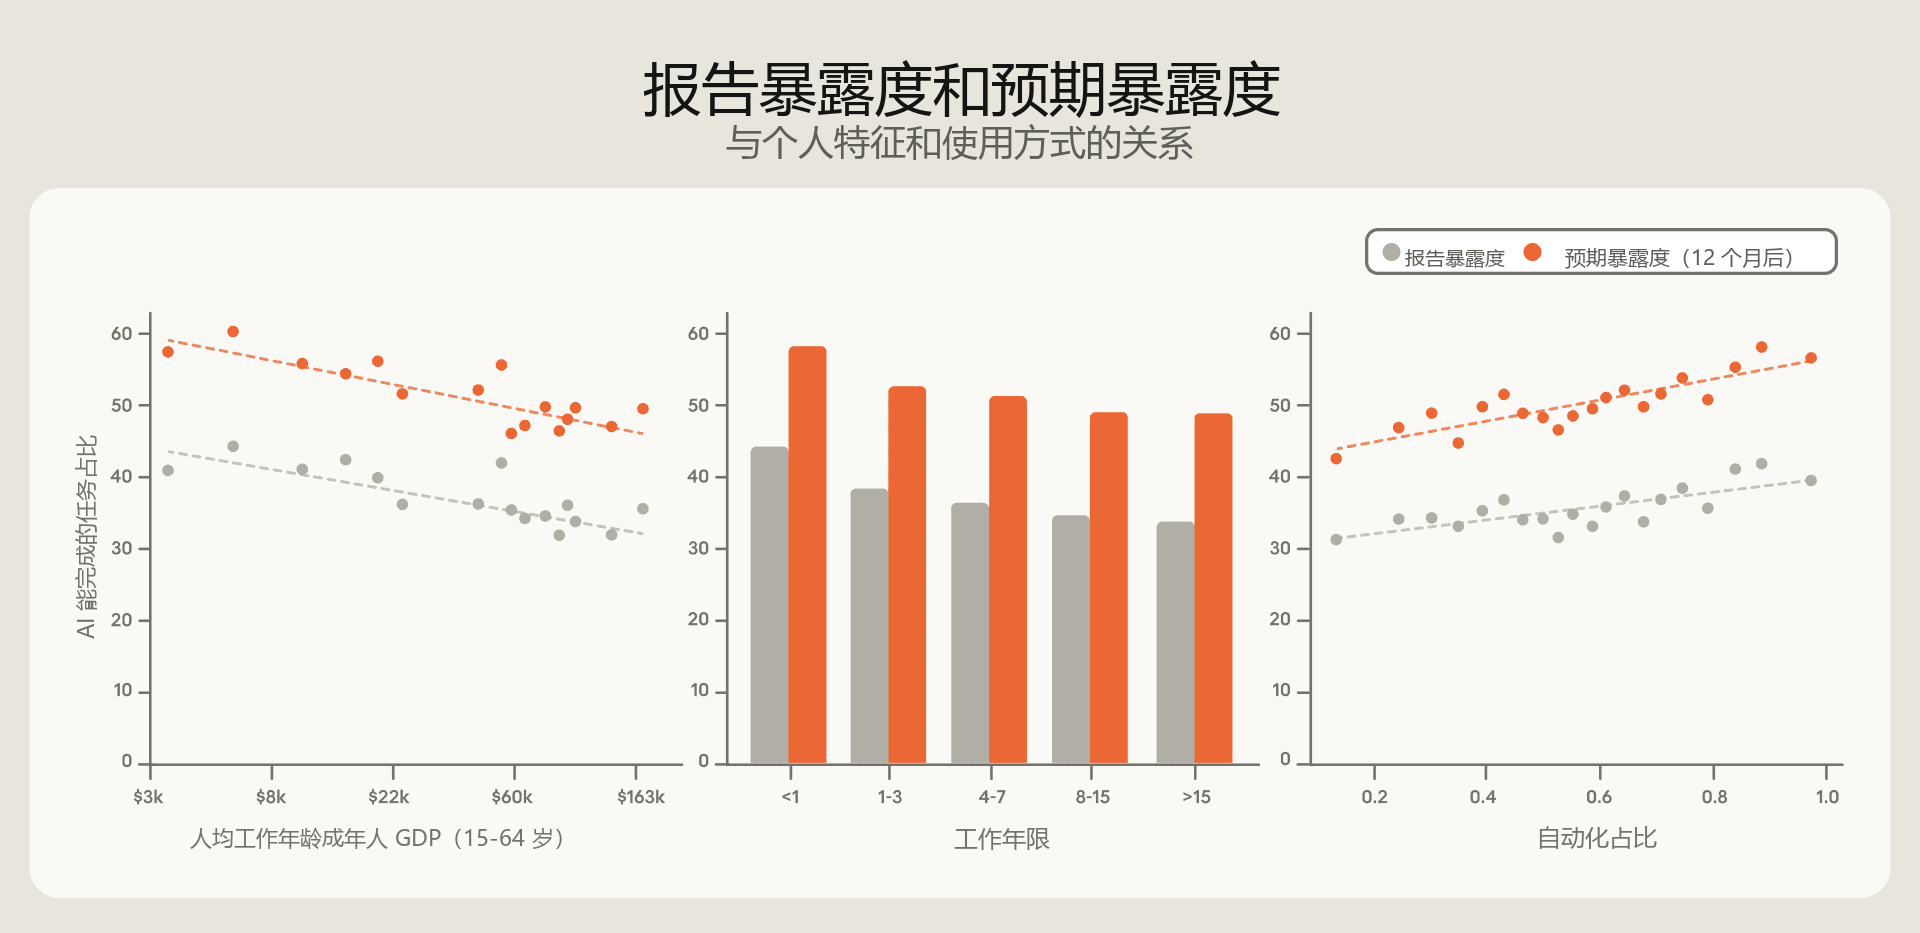 报告暴露度和预期暴露度
与个人特征和使用方式的关系
报告暴露度 预期暴露度（12 个月后）
AI 能完成的任务占比
60
50
40
30
20
10
0
$3k $8k $22k $60k $163k
人均工作年龄成年人 GDP（15-64 岁）
60
50
40
30
20
10
0
<1 1-3 4-7 8-15 >15
工作年限
60
50
40
30
20
10
0
0.2 0.4 0.6 0.8 1.0
自动化占比